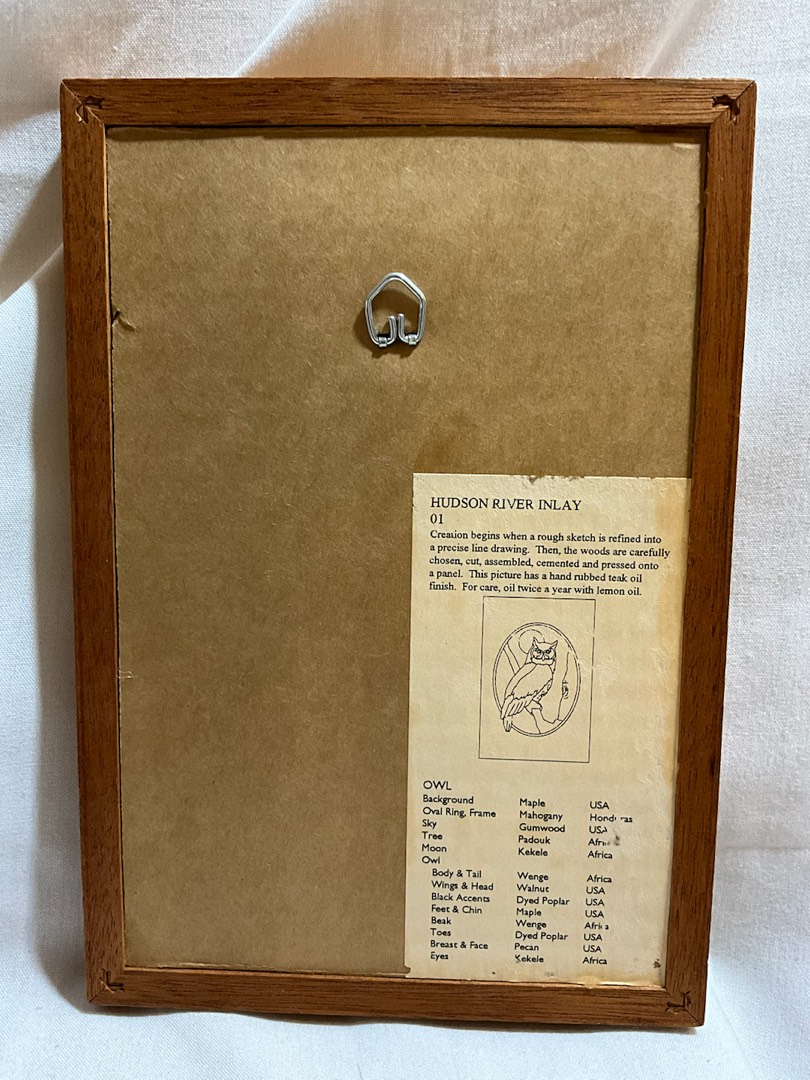 HUDSON RIVER INLAY
01
Creation begins when a rough sketch is refined into
a precise line drawing. Then, the woods are carefully
chosen, cut, assembled, cemented and pressed onto
a panel. This picture has a hand rubbed teak oil
finish. For care, oil twice a year with lemon oil.
OWL
Background Maple USA
Oval Ring, Frame Mahogany Honduras
Sky Gumwood USA
Tree Padouk Africa
Moon Kekele Africa
Owl
Body & Tail Wenge Africa
Wings & Head Walnut USA
Black Accents Dyed Poplar USA
Feet & Chin Maple USA
Beak Wenge Africa
Toes Dyed Poplar USA
Breast & Face Pecan USA
Eyes Kekele Africa